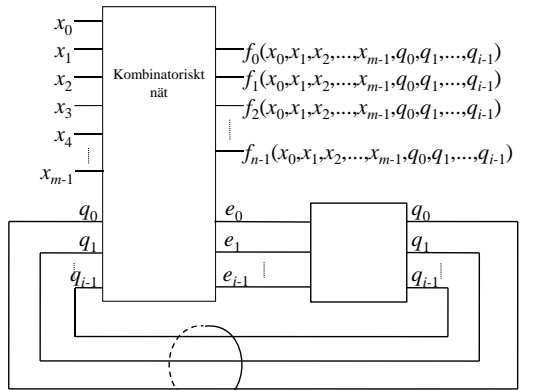 x0
x1
x2
x3
x4
xm-1
q0
q1
qi-1
Kombinatoriskt
nät
f0(x0,x1,x2,...,xm-1,q0,q1,...,qi-1)
f1(x0,x1,x2,...,xm-1,q0,q1,...,qi-1)
f2(x0,x1,x2,...,xm-1,q0,q1,...,qi-1)
fn-1(x0,x1,x2,...,xm-1,q0,q1,...,qi-1)
e0
e1
ei-1
q0
q1
qi-1